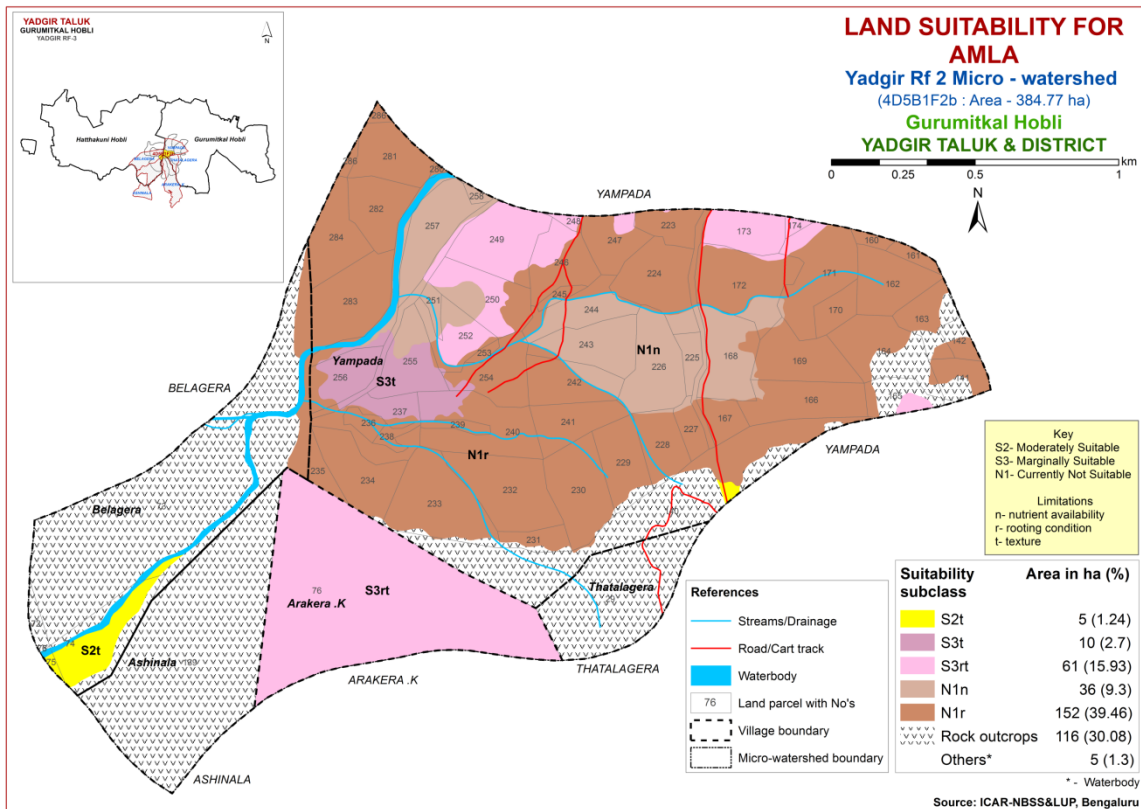 YADGIR TALUK
GURUMITKAL HOBLI
YADGIR RF-3
N
Hatthakuni Hobli
Gurumitkal Hobli
LAND SUITABILITY FOR
AMLA
Yadgir Rf 2 Micro - watershed
(4D5B1F2b : Area - 384.77 ha)
Gurumitkal Hobli
YADGIR TALUK & DISTRICT
km
0 0.25 0.5 1
N
YAMPADA
286
281
286
282
284
283
258
257
249
248
247
223
173
174
160
161
224
172
171
162
170
163
250
251
252
245
244
243
N1n
226
225
168
169
164
142
Yampada
255
256
S3t
253
254
242
237
166
167
BELAGERA
236
238
239
240
241
227
228
YAMPADA
N1r
235
234
233
232
230
229
231
Belagera
73
76
S3rt
Arakera .K
Thatalagera
74
75
S2t
Ashinala
THATALAGERA
ARAKERA .K
ASHINALA
Key
S2- Moderately Suitable
S3- Marginally Suitable
N1- Currently Not Suitable
Limitations
n- nutrient availability
r- rooting condition
t- texture
References
Streams/Drainage
Road/Cart track
Waterbody
76 Land parcel with No's
Village boundary
Micro-watershed boundary
Suitability subclass Area in ha (%)
S2t 5 (1.24)
S3t 10 (2.7)
S3rt 61 (15.93)
N1n 36 (9.3)
N1r 152 (39.46)
Rock outcrops 116 (30.08)
Others* 5 (1.3)
* - Waterbody
Source: ICAR-NBSS&LUP, Bengaluru